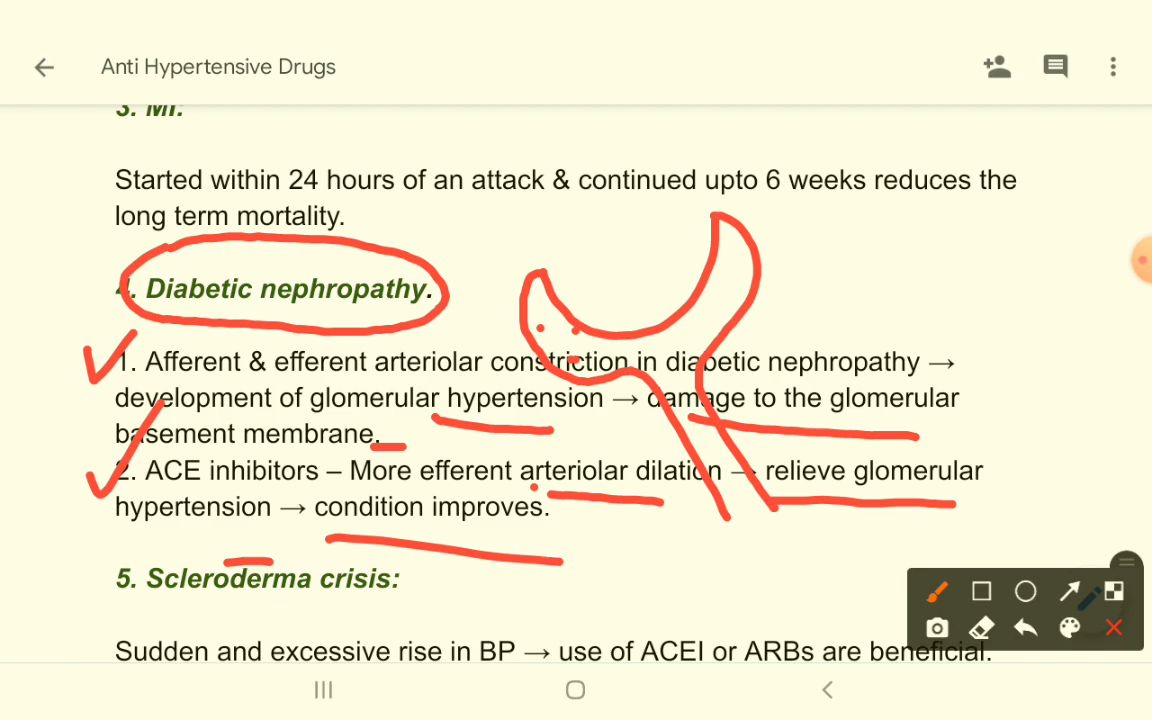 Anti Hypertensive Drugs
3. MI:
Started within 24 hours of an attack & continued upto 6 weeks reduces the
long term mortality.
4. Diabetic nephropathy.
1. Afferent & efferent arteriolar constriction in diabetic nephropathy →
development of glomerular hypertension → damage to the glomerular
basement membrane.
2. ACE inhibitors – More efferent arteriolar dilation → relieve glomerular
hypertension → condition improves.
5. Scleroderma crisis:
Sudden and excessive rise in BP → use of ACEI or ARBs are beneficial.